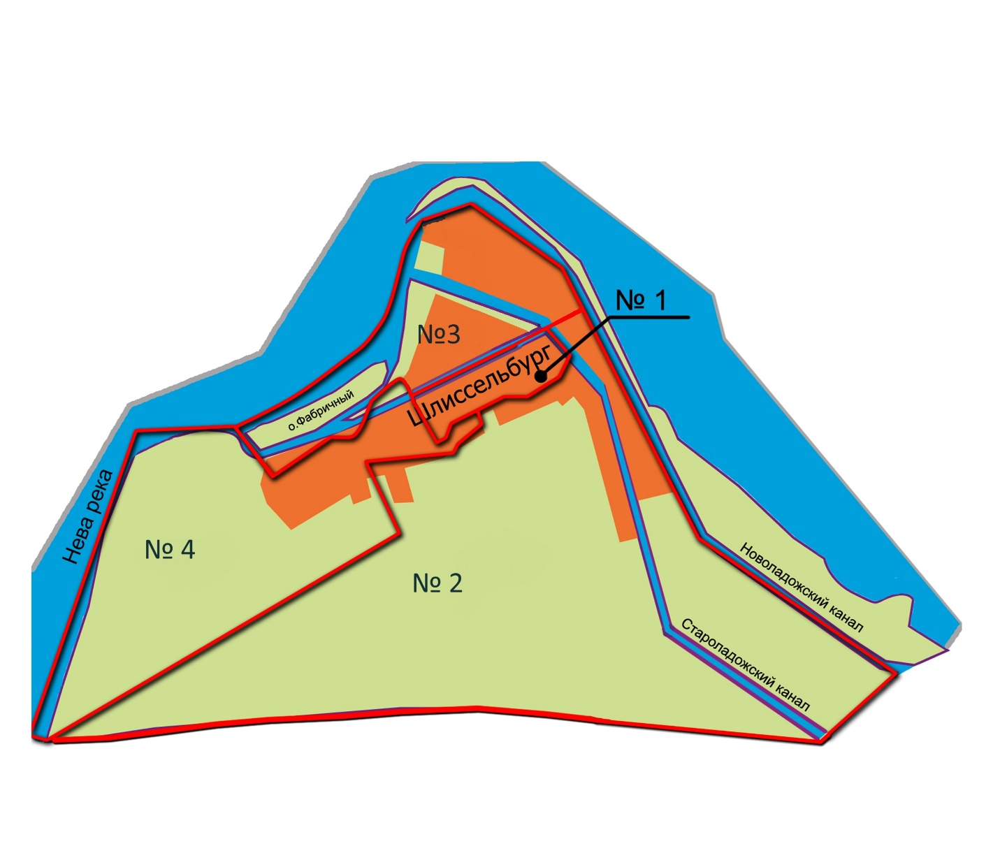 № 1
№3
Шлиссельбург
о.Фабричный
Нева река
№ 4
№ 2
Новоладожский канал
Староладожский канал